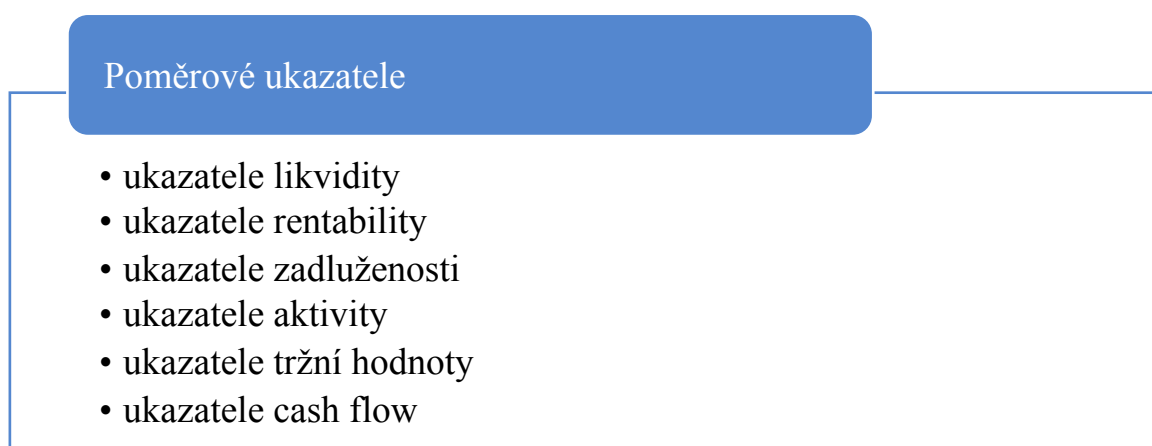 Poměrové ukazatele
• ukazatele likvidity
• ukazatele rentability
• ukazatele zadluženosti
• ukazatele aktivity
• ukazatele tržní hodnoty
• ukazatele cash flow